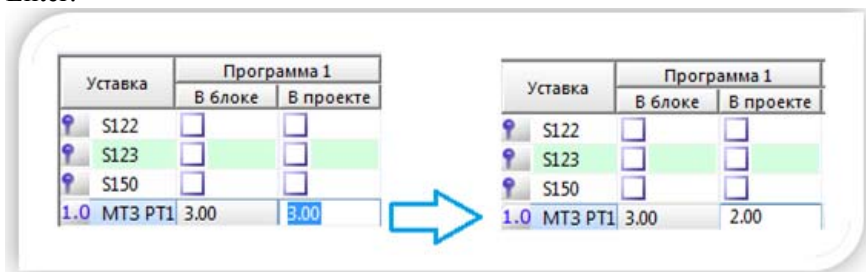 Уставка Программа 1
В блоке В проекте
S122
S123
S150
1.0 МТЗ РТ1 3.00 3.00
Уставка Программа 1
В блоке В проекте
S122
S123
S150
1.0 МТЗ РТ1 3.00 2.00